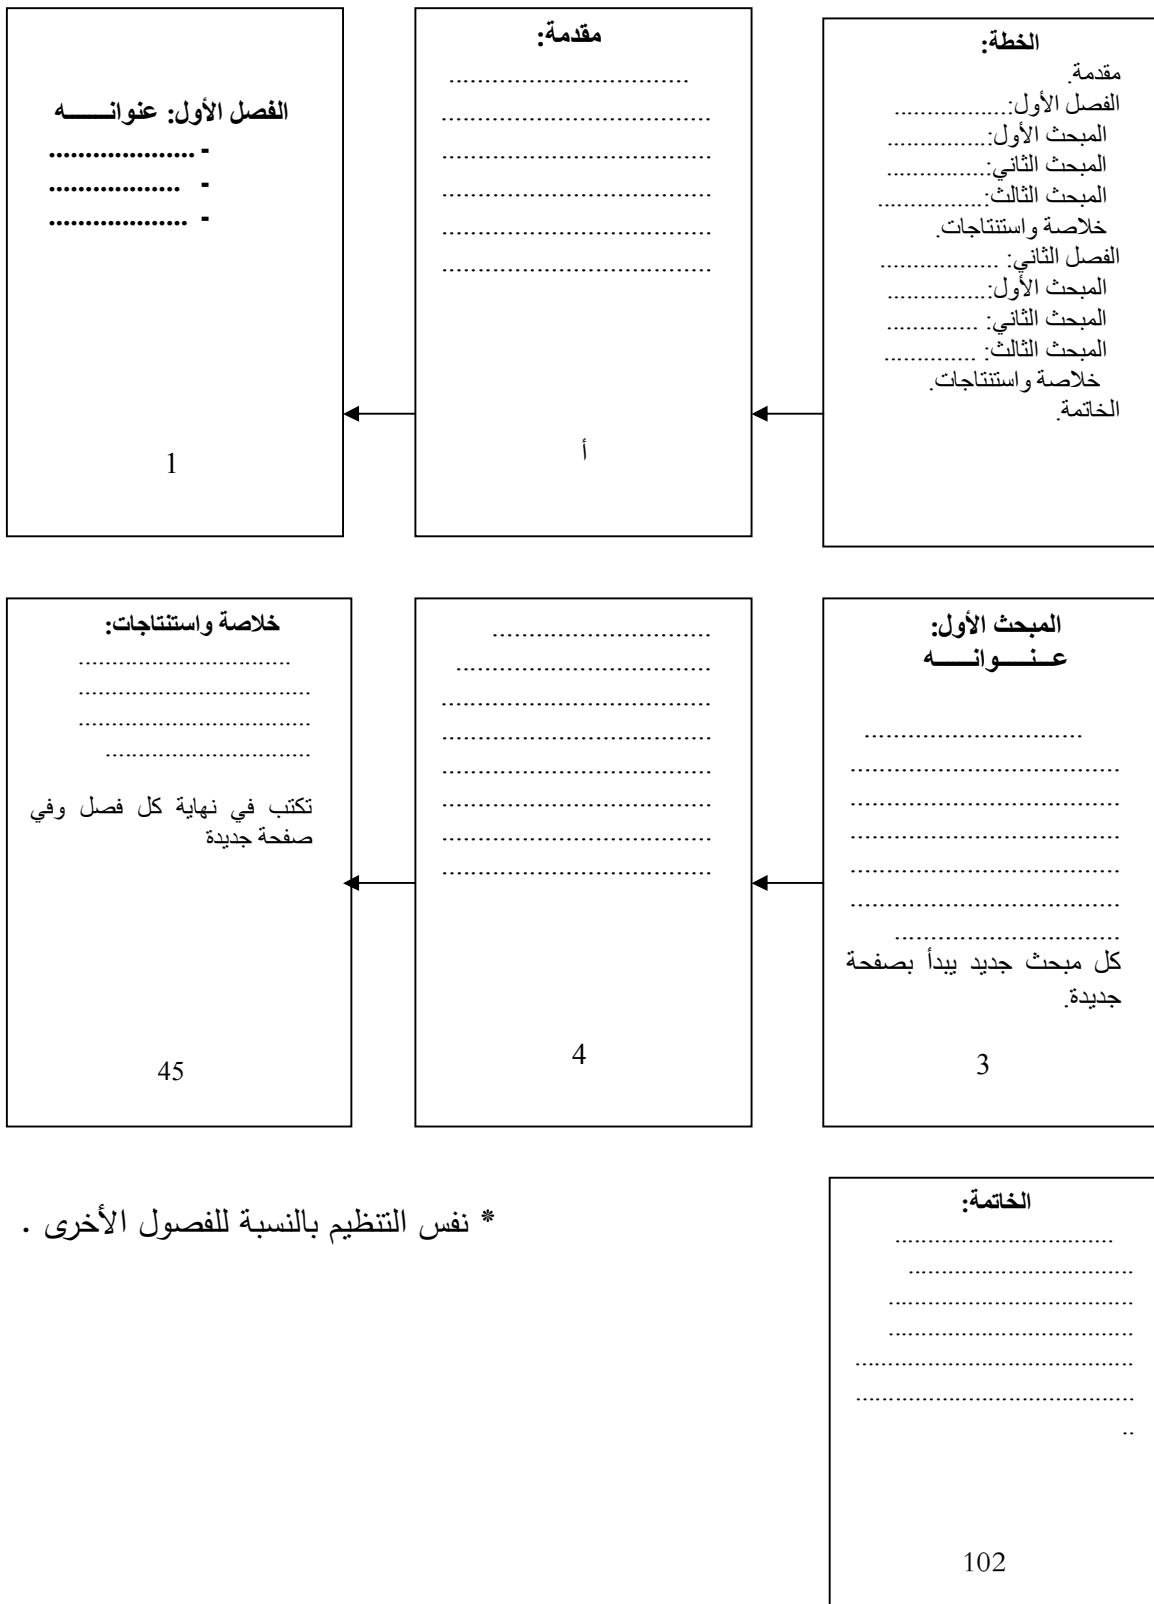 الخطة:
مقدمة.
الفصل الأول:.................
المبحث الأول:...............
المبحث الثاني:...............
المبحث الثالث:................
خلاصة واستنتاجات.
الفصل الثاني: .................
المبحث الأول:...............
المبحث الثاني: .............
المبحث الثالث: .............
خلاصة واستنتاجات.
الخاتمة.
مقدمة:
.................................
.....................................
.....................................
.....................................
.....................................
.....................................
أ
الفصل الأول: عنوانــــــه
- ....................
- ..................
- ...................
1
المبحث الأول:
عـــنـــــوانــــــه
..............................
.....................................
.....................................
.....................................
.....................................
.....................................
...............................
كل مبحث جديد يبدأ بصفحة
جديدة.
3
..............................
...................................
.....................................
.....................................
.....................................
.....................................
.....................................
.....................................
4
خلاصة واستنتاجات:
.............................
................................
................................
............................
تكتب في نهاية كل فصل وفي
صفحة جديدة
45
الخاتمة:
..............................
...............................
..................................
..................................
......................................
......................................
..
102
* نفس التنظيم بالنسبة للفصول الأخرى .